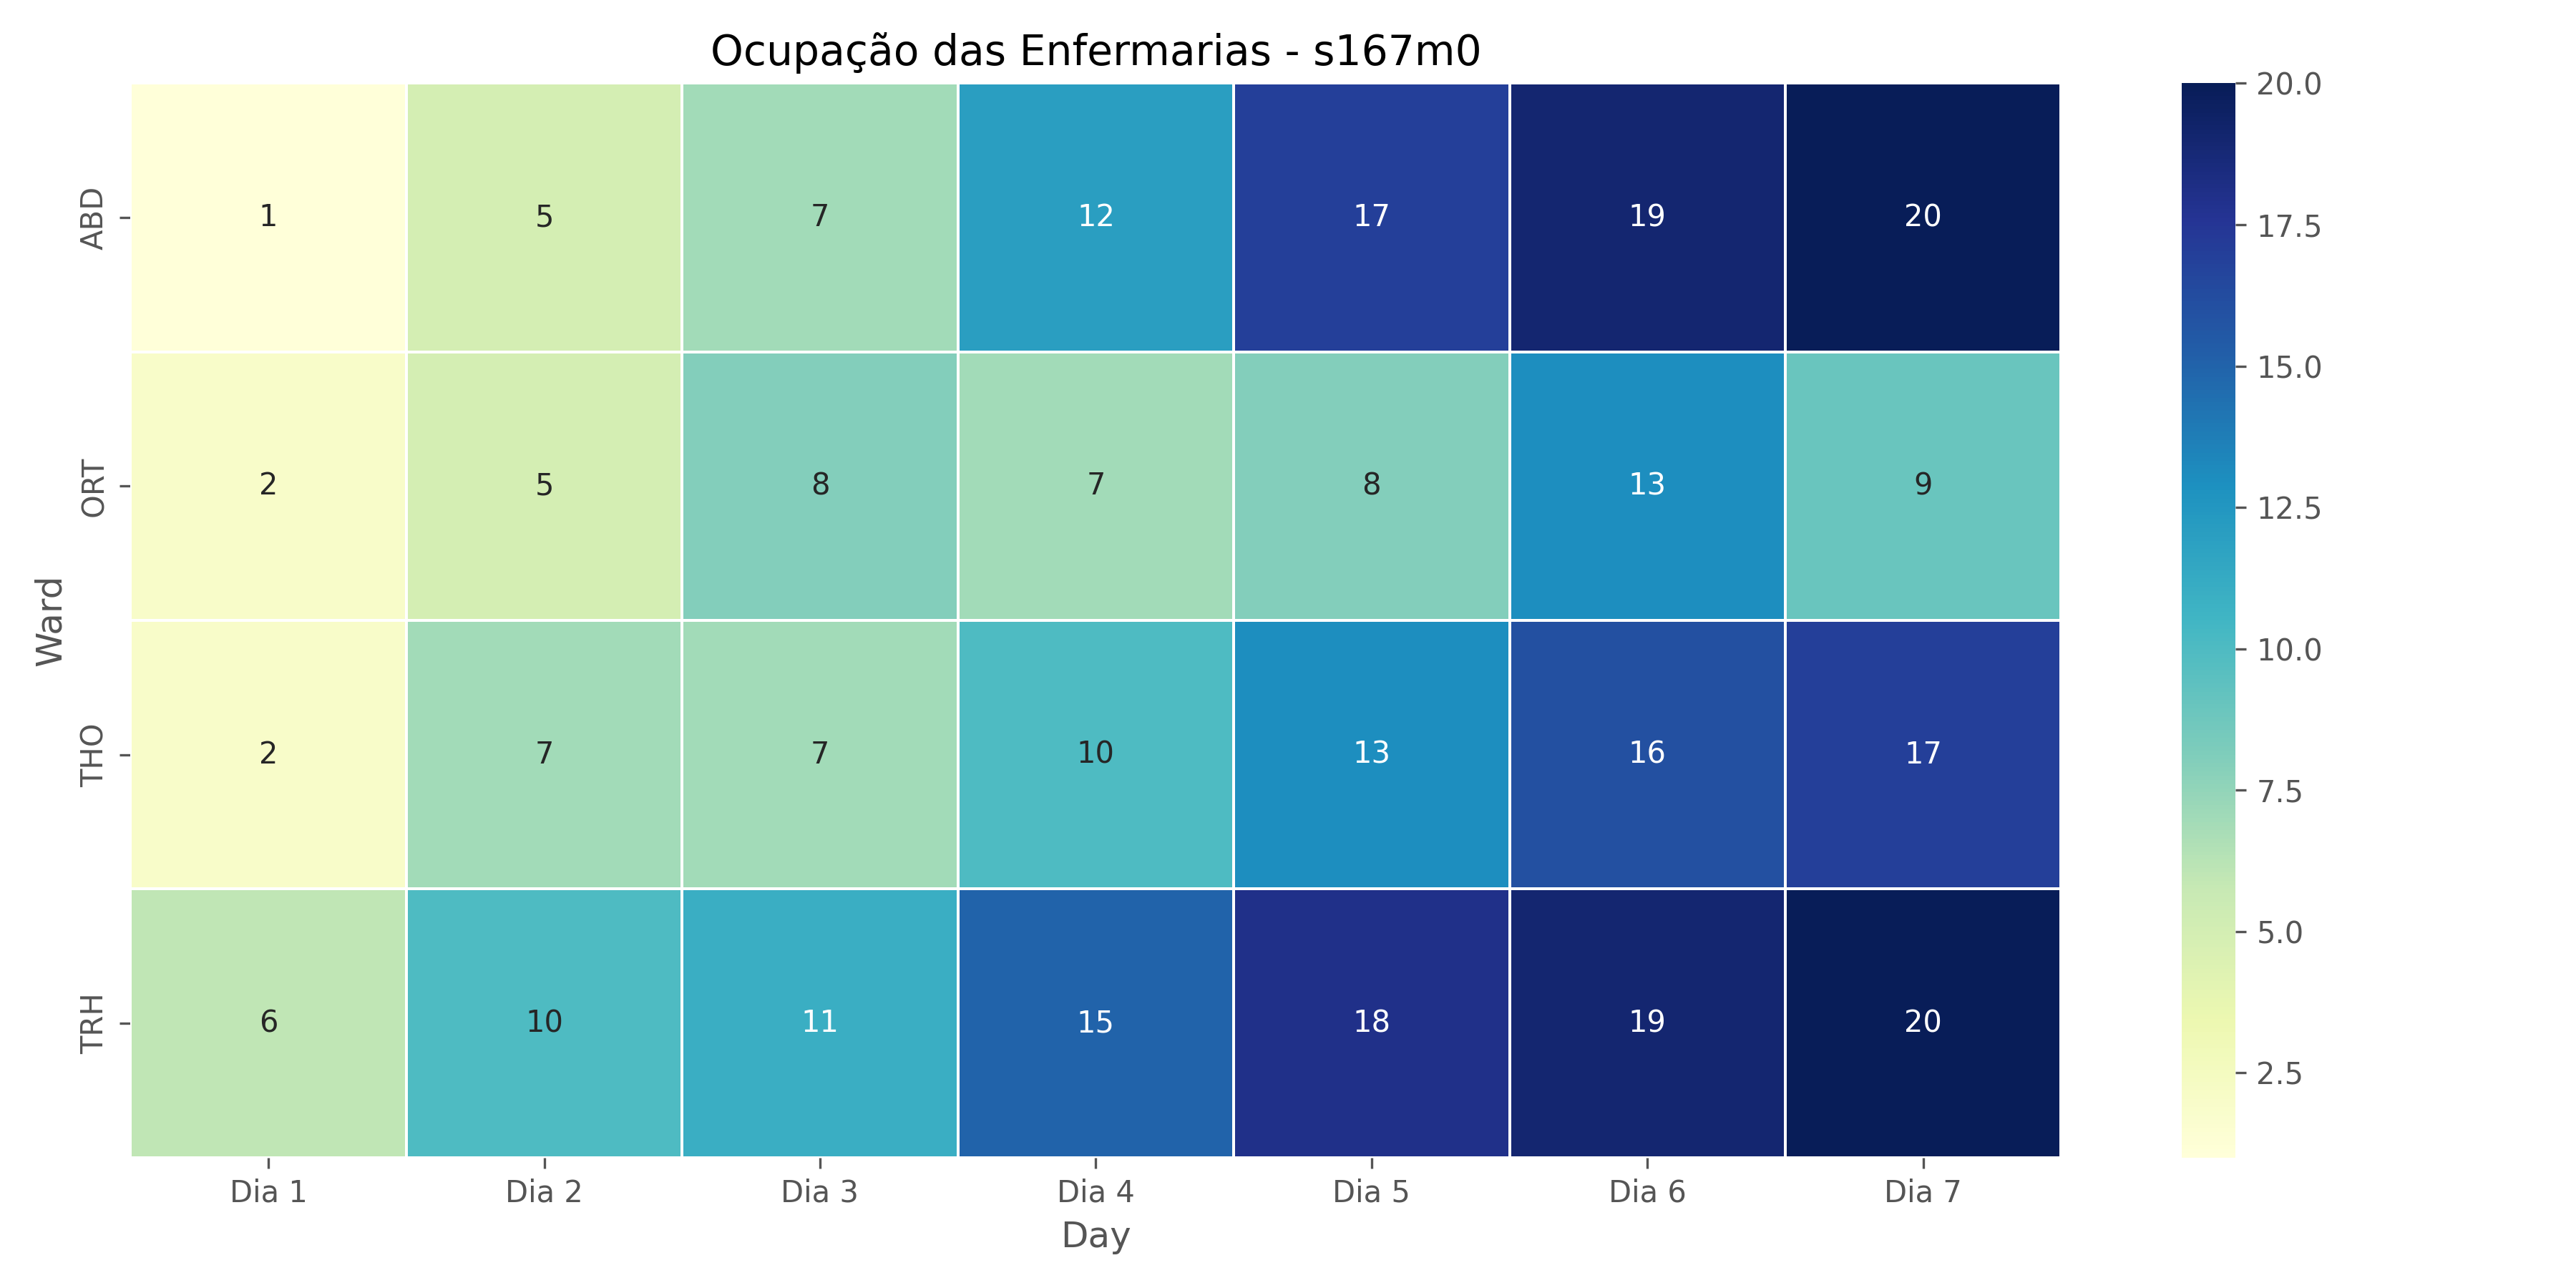 Ocupação das Enfermarias - s167m0
Ward
ABD 1 5 7 12 17 19 20
ORT 2 5 8 7 8 13 9
THO 2 7 7 10 13 16 17
TRH 6 10 11 15 18 19 20
Dia 1 Dia 2 Dia 3 Dia 4 Dia 5 Dia 6 Dia 7
Day
20.0
17.5
15.0
12.5
10.0
7.5
5.0
2.5